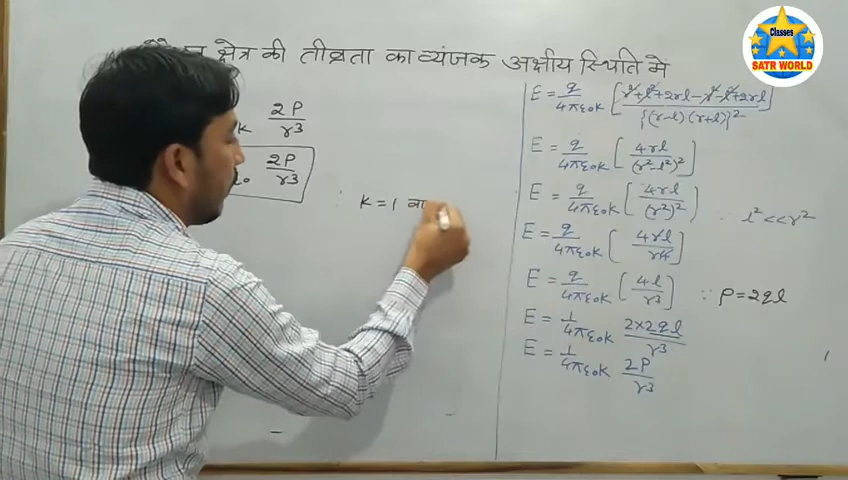 क्षेत्र की तीव्रता का व्यंजक अक्षीय स्थिति मे
Classes
SATR WORLD
K 2P/r3
2P/r3
∵ K = 1
E = q/4πε0K [r²+l²+2rl-r²-l²+2rl/{(r-l)(r+l)}²]
E = q/4πε0K [4rl/(r²-l²)²]
E = q/4πε0K [4rl/(r²)²] ∵ l²<<r²
E = q/4πε0K [4rl/r4]
E = q/4πε0K [4l/r3] ∵ P = 2ql
E = 1/4πε0K 2×2ql/r3
E = 1/4πε0K 2P/r3